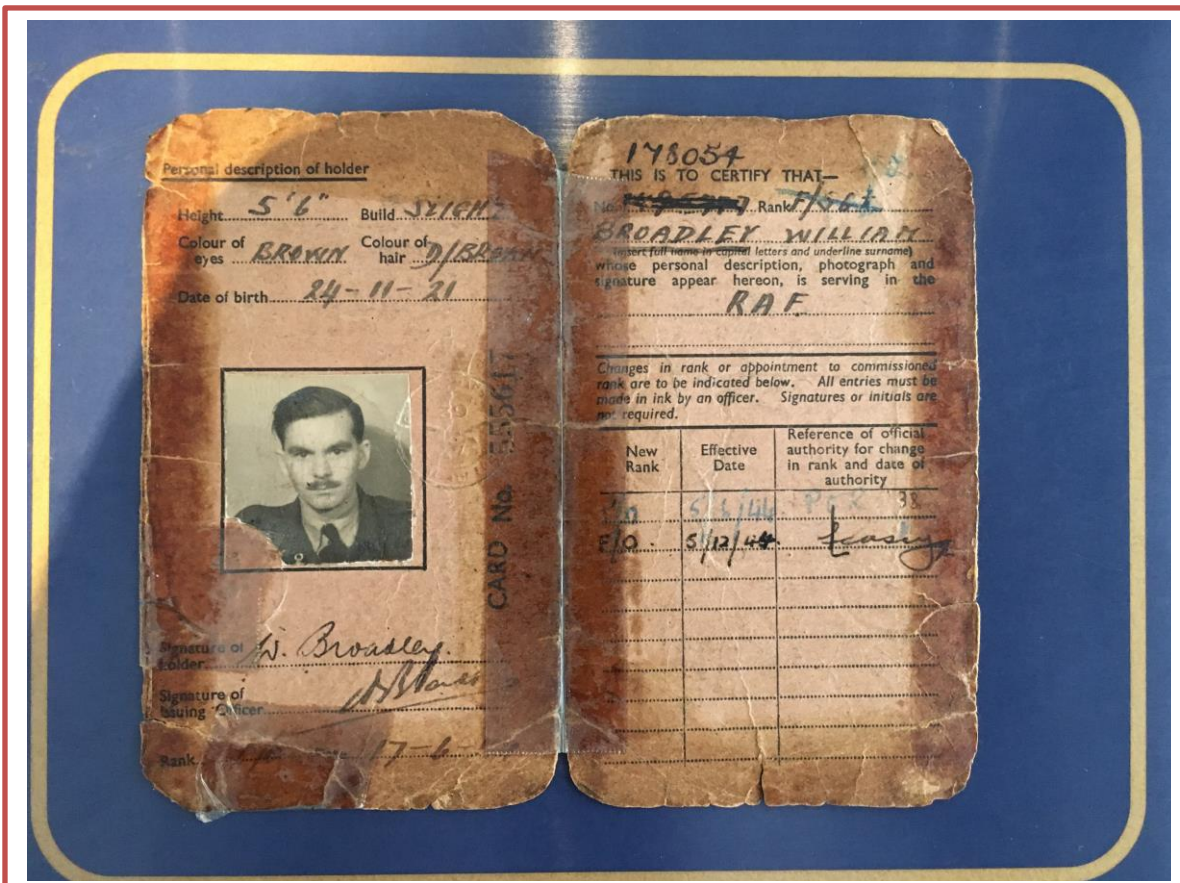 Personal description of holder
Height 5'6" Build SLIGHT
Colour of eyes BROWN Colour of hair D/BROWN
Date of birth 24-11-21
CARD No. 555617
Signature of holder W. Broadley.
Signature of Issuing Officer
Rank Date 17-6
178054
THIS IS TO CERTIFY THAT—
No. Rank
BROADLEY WILLIAM
(Insert full name in capital letters and underline surname)
whose personal description, photograph and
signature appear hereon, is serving in the
RAF.
Changes in rank or appointment to commissioned
rank are to be indicated below. All entries must be
made in ink by an officer. Signatures or initials are
not required.
New Rank
Effective Date
Reference of official authority for change in rank and date of authority
/44 38
F/O. 5/12/44